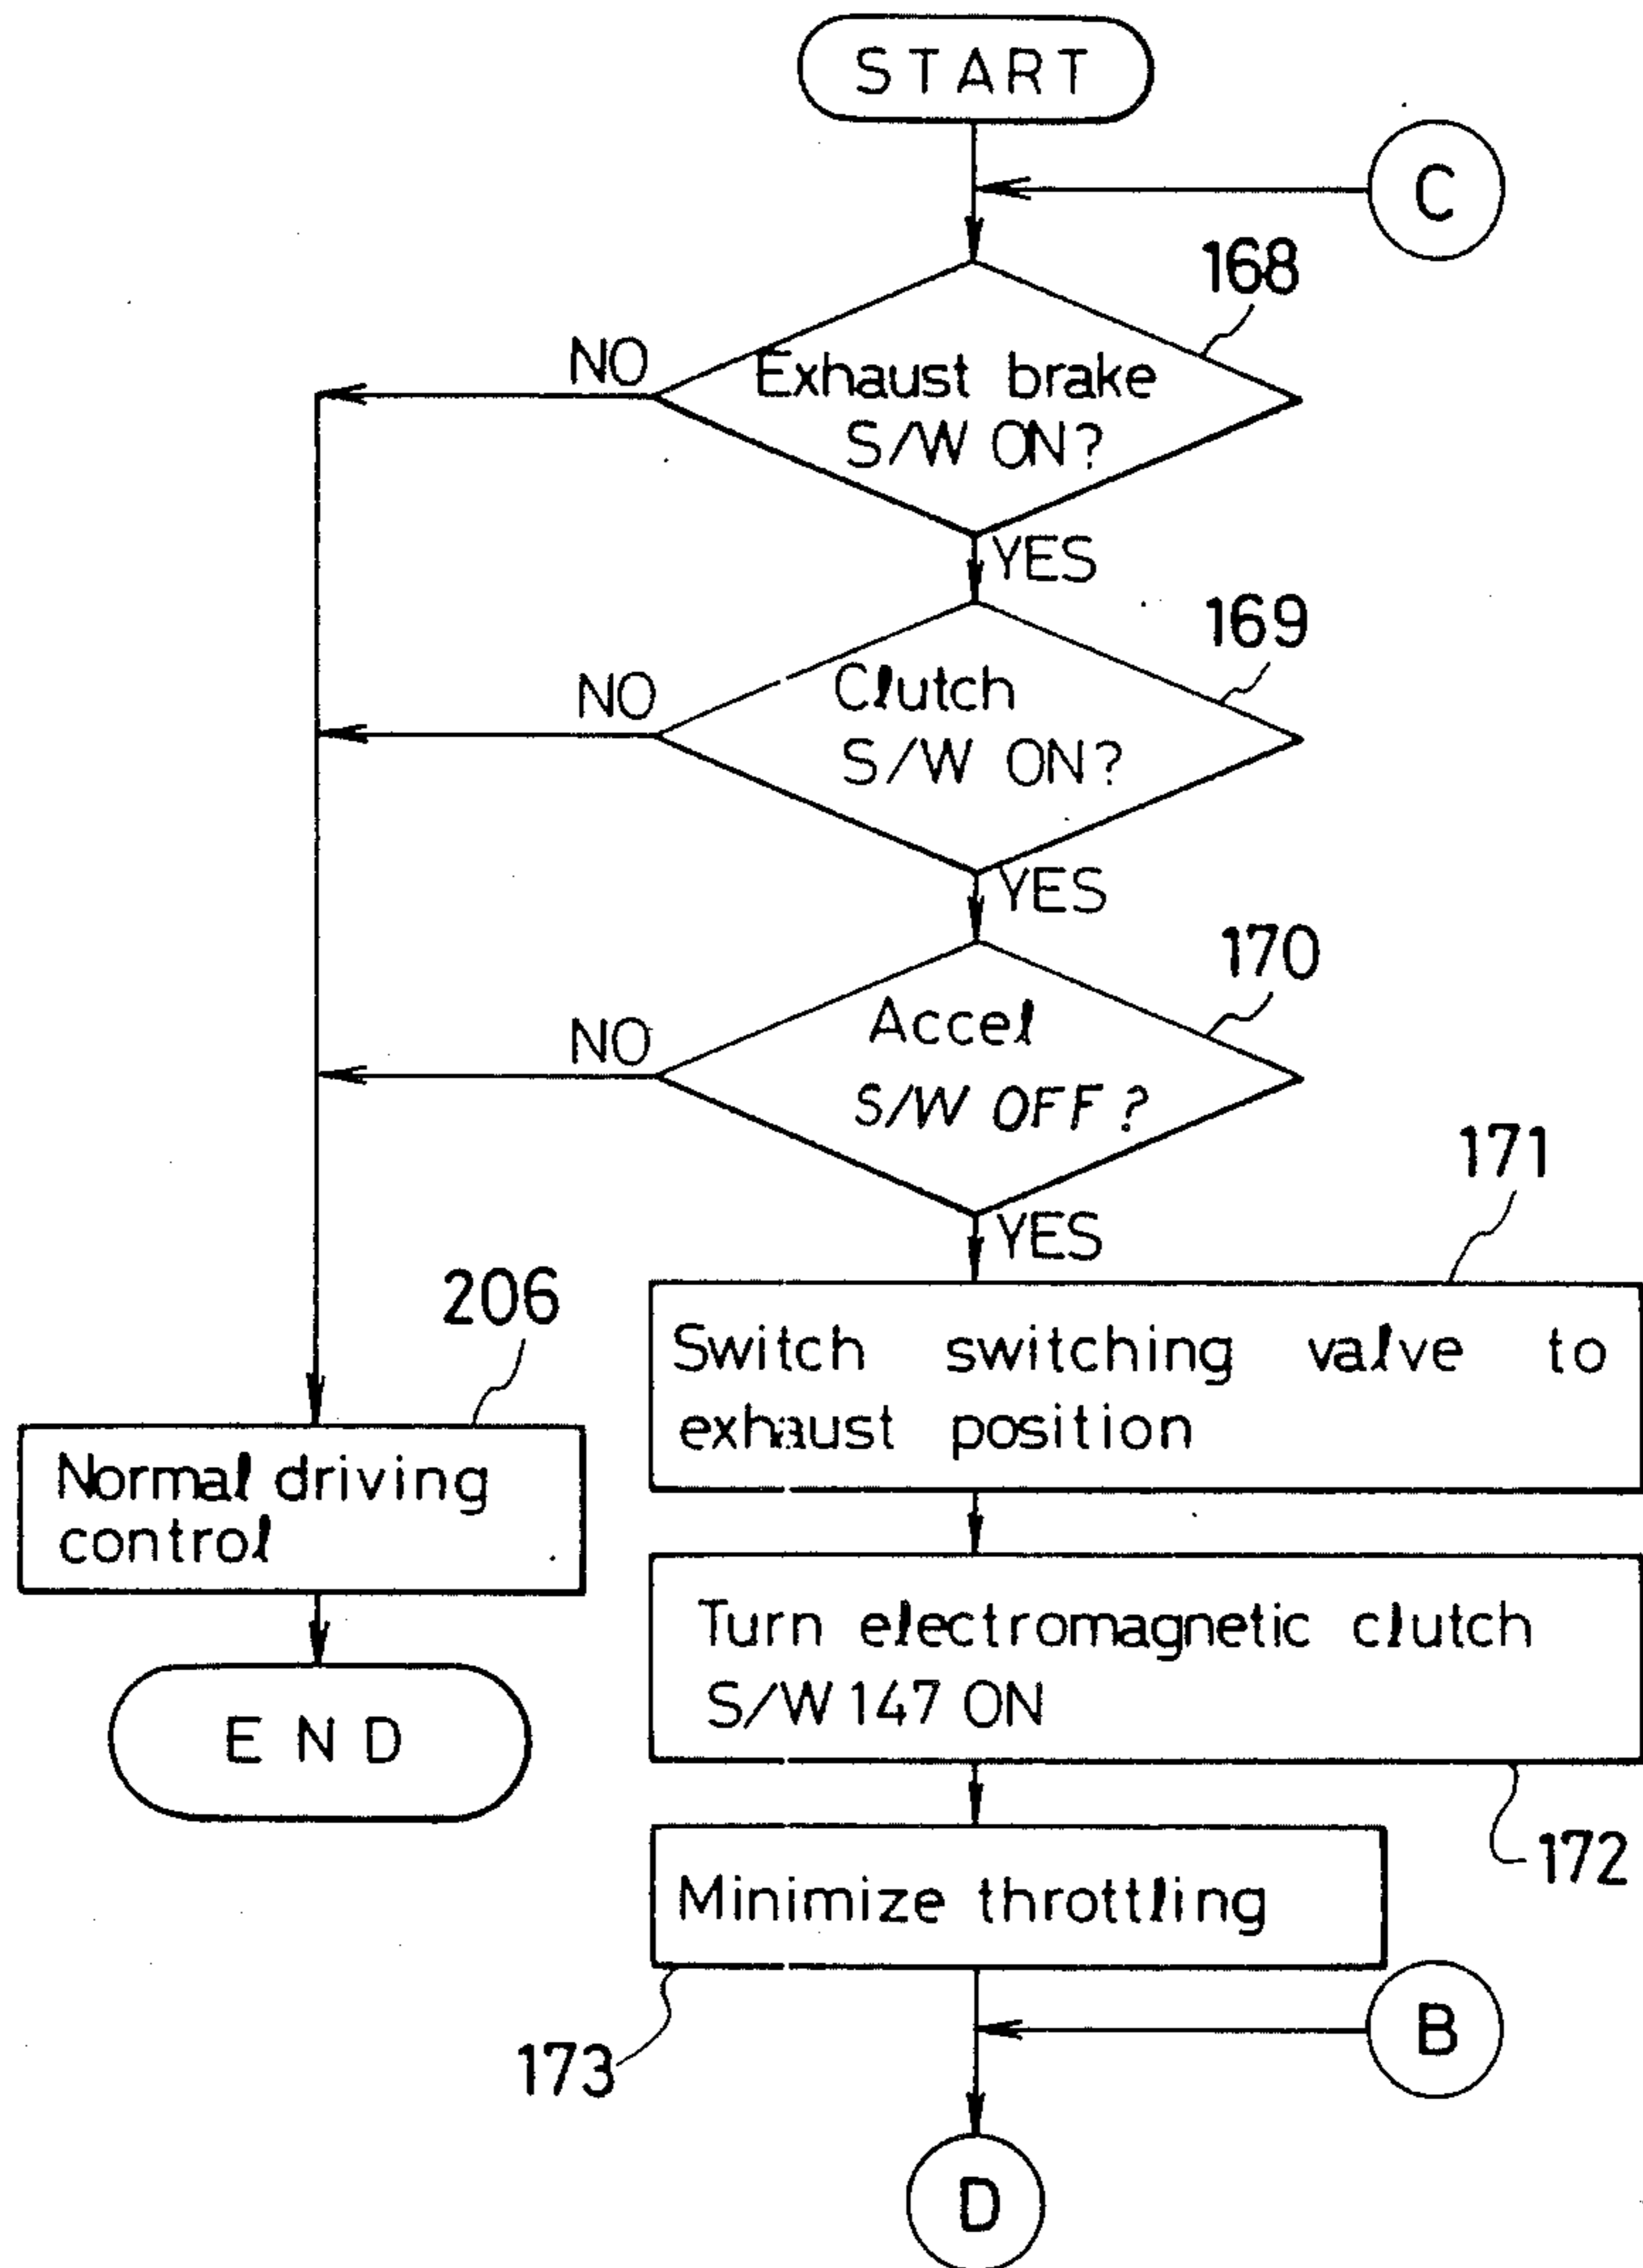 START
C
168
NO
Exhaust brake
S/W ON?
YES
169
NO
Clutch
S/W ON?
YES
170
NO
Accel
S/W OFF?
YES
171
Switch switching valve to
exhaust position
206
Normal driving
control
Turn electromagnetic clutch
S/W 147 ON
END
172
Minimize throttling
173
B
D